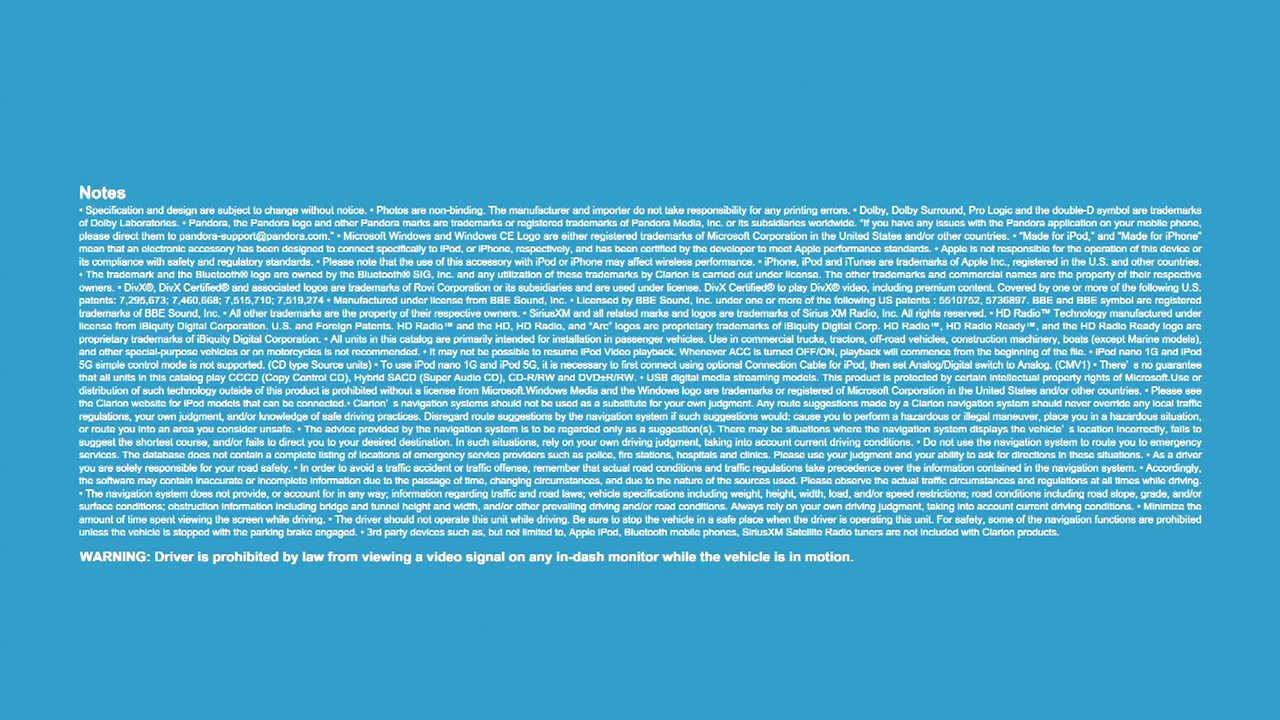 Notes
• Specification and design are subject to change without notice. • Photos are non-binding. The manufacturer and importer do not take responsibility for any printing errors. • Dolby, Dolby Surround, Pro Logic and the double-D symbol are trademarks
of Dolby Laboratories. • Pandora, the Pandora logo and other Pandora marks are trademarks or registered trademarks of Pandora Media, Inc. or its subsidiaries worldwide. "If you have any issues with the Pandora application on your mobile phone,
please direct them to pandora-support@pandora.com." • Microsoft Windows and Windows CE Logo are either registered trademarks of Microsoft Corporation in the United States and/or other countries. • "Made for iPod," and "Made for iPhone"
mean that an electronic accessory has been designed to connect specifically to iPod, or iPhone, respectively, and has been certified by the developer to meet Apple performance standards. • Apple is not responsible for the operation of this device or
its compliance with safety and regulatory standards. • Please note that the use of this accessory with iPod or iPhone may affect wireless performance. • iPhone, iPod and iTunes are trademarks of Apple Inc., registered in the U.S. and other countries.
• The trademark and the Bluetooth® logo are owned by the Bluetooth® SIG, Inc. and any utilization of these trademarks by Clarion is carried out under license. The other trademarks and commercial names are the property of their respective
owners. • DivX®, DivX Certified® and associated logos are trademarks of Rovi Corporation or its subsidiaries and are used under license. DivX Certified® to play DivX® video, including premium content. Covered by one or more of the following U.S.
patents: 7,295,673; 7,460,668; 7,515,710; 7,519,274 • Manufactured under license from BBE Sound, Inc. • Licensed by BBE Sound, Inc. under one or more of the following US patents : 5510752, 5736897. BBE and BBE symbol are registered
trademarks of BBE Sound, Inc. • All other trademarks are the property of their respective owners. • SiriusXM and all related marks and logos are trademarks of Sirius XM Radio, Inc. All rights reserved. • HD Radio™ Technology manufactured under
license from iBiquity Digital Corporation. U.S. and Foreign Patents. HD Radio™ and the HD, HD Radio, and "Arc" logos are proprietary trademarks of iBiquity Digital Corp. HD Radio™, HD Radio Ready™, and the HD Radio Ready logo are
proprietary trademarks of iBiquity Digital Corporation. • All units in this catalog are primarily intended for installation in passenger vehicles. Use in commercial trucks, tractors, off-road vehicles, construction machinery, boats (except Marine models),
and other special-purpose vehicles or on motorcycles is not recommended. • It may not be possible to resume iPod Video playback. Whenever ACC is turned OFF/ON, playback will commence from the beginning of the file. • iPod nano 1G and iPod
5G simple control mode is not supported. (CD type Source units) • To use iPod nano 1G and iPod 5G, it is necessary to first connect using optional Connection Cable for iPod, then set Analog/Digital switch to Analog. (CMV1) • There's no guarantee
that all units in this catalog play CCCD (Copy Control CD), Hybrid SACD (Super Audio CD), CD-R/RW and DVD±R/RW. • USB digital media streaming models. This product is protected by certain intellectual property rights of Microsoft.Use or
distribution of such technology outside of this product is prohibited without a license from Microsoft.Windows Media and the Windows logo are trademarks or registered of Microsoft Corporation in the United States and/or other countries. • Please see
the Clarion website for iPod models that can be connected.• Clarion's navigation systems should not be used as a substitute for your own judgment. Any route suggestions made by a Clarion navigation system should never override any local traffic
regulations, your own judgment, and/or knowledge of safe driving practices. Disregard route suggestions by the navigation system if such suggestions would: cause you to perform a hazardous or illegal maneuver, place you in a hazardous situation,
or route you into an area you consider unsafe. • The advice provided by the navigation system is to be regarded only as a suggestion(s). There may be situations where the navigation system displays the vehicle's location incorrectly, fails to
suggest the shortest course, and/or fails to direct you to your desired destination. In such situations, rely on your own driving judgment, taking into account current driving conditions. • Do not use the navigation system to route you to emergency
services. The database does not contain a complete listing of locations of emergency service providers such as police, fire stations, hospitals and clinics. Please use your judgment and your ability to ask for directions in these situations. • As a driver
you are solely responsible for your road safety. • In order to avoid a traffic accident or traffic offense, remember that actual road conditions and traffic regulations take precedence over the information contained in the navigation system. • Accordingly,
the software may contain inaccurate or incomplete information due to the passage of time, changing circumstances, and due to the nature of the sources used. Please observe the actual traffic circumstances and regulations at all times while driving.
• The navigation system does not provide, or account for in any way; information regarding traffic and road laws; vehicle specifications including weight, height, width, load, and/or speed restrictions; road conditions including road slope, grade, and/or
surface conditions; obstruction information including bridge and tunnel height and width, and/or other prevailing driving and/or road conditions. Always rely on your own driving judgment, taking into account current driving conditions. • Minimize the
amount of time spent viewing the screen while driving. • The driver should not operate this unit while driving. Be sure to stop the vehicle in a safe place when the driver is operating this unit. For safety, some of the navigation functions are prohibited
unless the vehicle is stopped with the parking brake engaged. • 3rd party devices such as, but not limited to, Apple iPod, Bluetooth mobile phones, SiriusXM Satellite Radio tuners are not included with Clarion products.
WARNING: Driver is prohibited by law from viewing a video signal on any in-dash monitor while the vehicle is in motion.